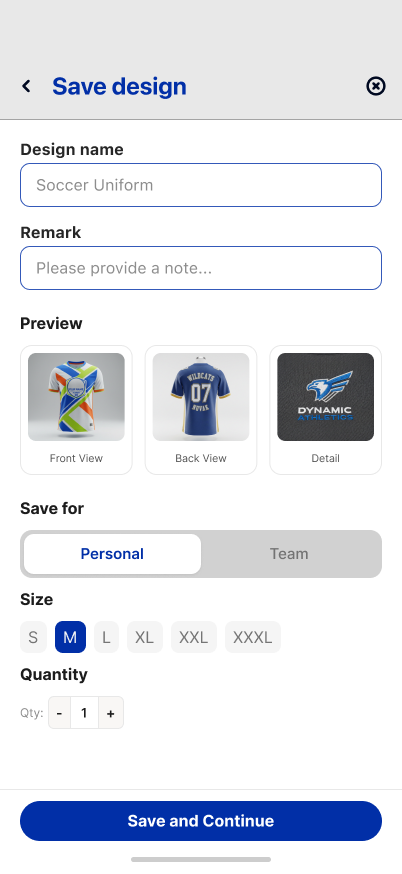 Save design
Design name
Soccer Uniform
Remark
Please provide a note...
Preview
WILDCATS
07
NOVAK
DYNAMIC
ATHLETICS
Front View
Back View
Detail
Save for
Personal
Team
Size
S
M
L
XL
XXL
XXXL
Quantity
Qty:
-
1
+
Save and Continue